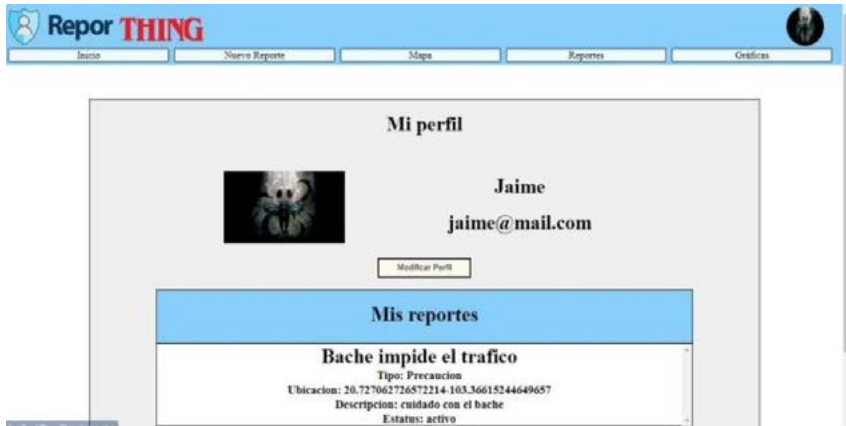 Repor THING
Inicio Nuevo Reporte Mapa Reportes Gráficas
Mi perfil
Jaime
jaime@mail.com
Modificar Perfil
Mis reportes
Bache impide el trafico
Tipo: Precaucion
Ubicacion: 20.727062726572214-103.36615244649657
Descripcion: cuidado con el bache
Estatus: activo